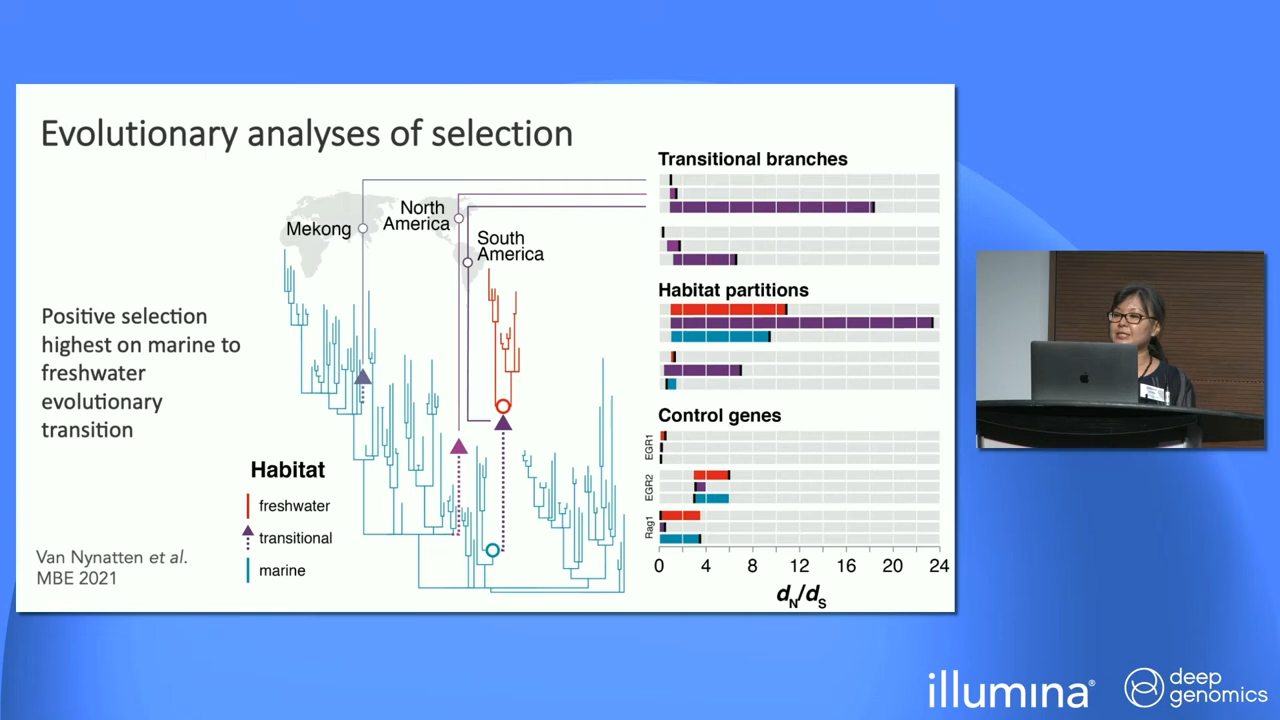 Evolutionary analyses of selection
Mekong
North
America
South
America
Positive selection
highest on marine to
freshwater
evolutionary
transition
Habitat
freshwater
transitional
marine
Van Nynatten et al.
MBE 2021
Transitional branches
Habitat partitions
Control genes
EGR1
EGR2
Rag1
0 4 8 12 16 20 24
dN/dS
illumina®
deep
genomics